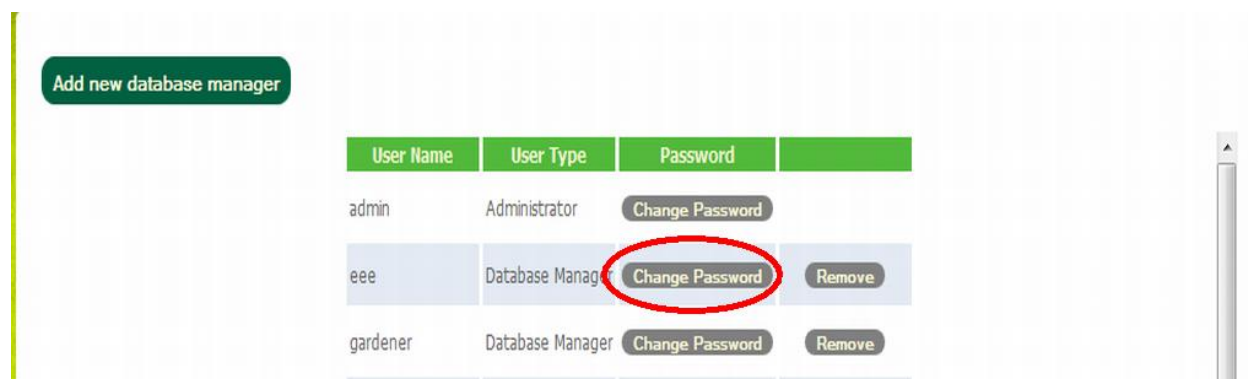 Add new database manager
User Name User Type Password
admin Administrator Change Password
eee Database Manager Change Password Remove
gardener Database Manager Change Password Remove